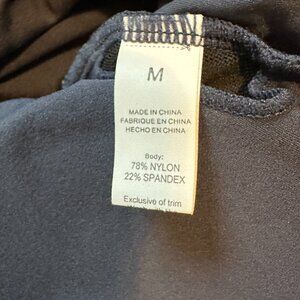 M
MADE IN CHINA
FABRIQUE EN CHINA
HECHO EN CHINA
Body:
78% NYLON
22% SPANDEX
Exclusive of trim